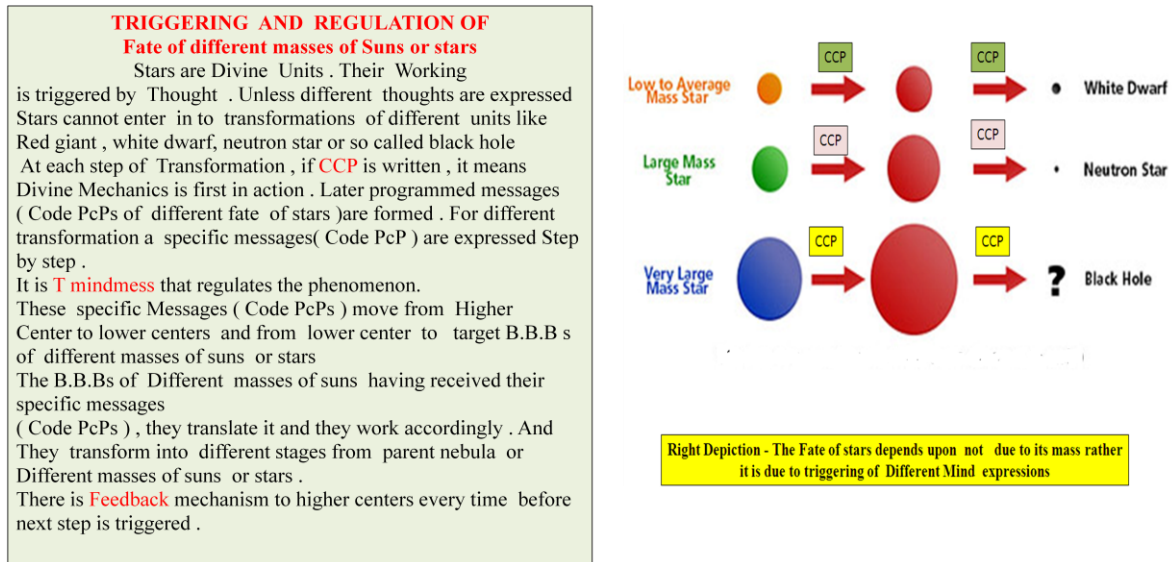 TRIGGERING AND REGULATION OF
Fate of different masses of Suns or stars
Stars are Divine Units . Their Working
is triggered by Thought . Unless different thoughts are expressed
Stars cannot enter in to transformations of different units like
Red giant , white dwarf, neutron star or so called black hole
At each step of Transformation , if CCP is written , it means
Divine Mechanics is first in action . Later programmed messages
( Code PcPs of different fate of stars )are formed . For different
transformation a specific messages( Code PcP ) are expressed Step
by step .
It is T mindmess that regulates the phenomenon.
These specific Messages ( Code PcPs ) move from Higher
Center to lower centers and from lower center to target B.B.B s
of different masses of suns or stars
The B.B.Bs of Different masses of suns having received their
specific messages
( Code PcPs ) , they translate it and they work accordingly . And
They transform into different stages from parent nebula or
Different masses of suns or stars .
There is Feedback mechanism to higher centers every time before
next step is triggered .
CCP CCP
Low to Average
Mass Star
White Dwarf
CCP CCP
Large Mass
Star
Neutron Star
CCP CCP
Very Large
Mass Star
?
Black Hole
Right Depiction - The Fate of stars depends upon not due to its mass rather
it is due to triggering of Different Mind expressions